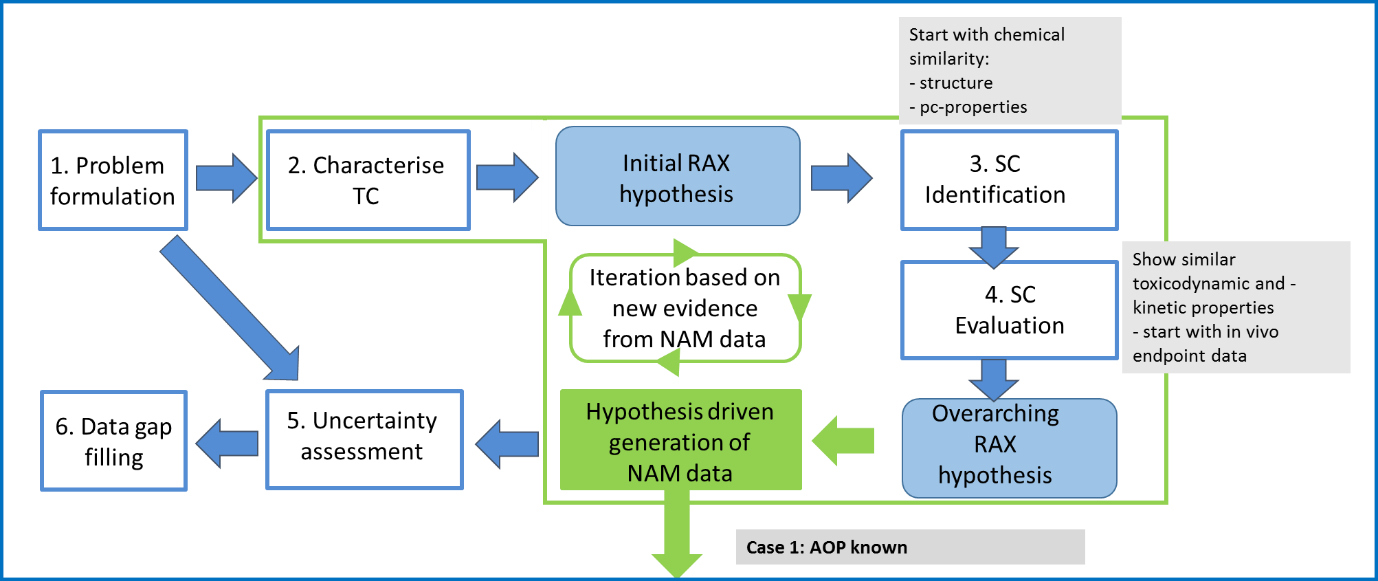 Start with chemical
similarity:
- structure
- pc-properties
1. Problem
formulation
2. Characterise
TC
Initial RAX
hypothesis
3. SC
Identification
Iteration based on
new evidence
from NAM data
4. SC
Evaluation
Show similar
toxicodynamic and -
kinetic properties
- start with in vivo
endpoint data
6. Data gap
filling
5. Uncertainty
assessment
Hypothesis driven
generation of
NAM data
Overarching
RAX
hypothesis
Case 1: AOP known